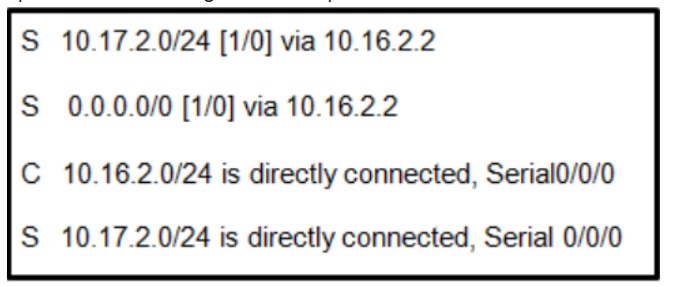 S 10.17.2.0/24 [1/0] via 10.16.2.2
S 0.0.0.0/0 [1/0] via 10.16.2.2
C 10.16.2.0/24 is directly connected, Serial0/0/0
S 10.17.2.0/24 is directly connected, Serial 0/0/0